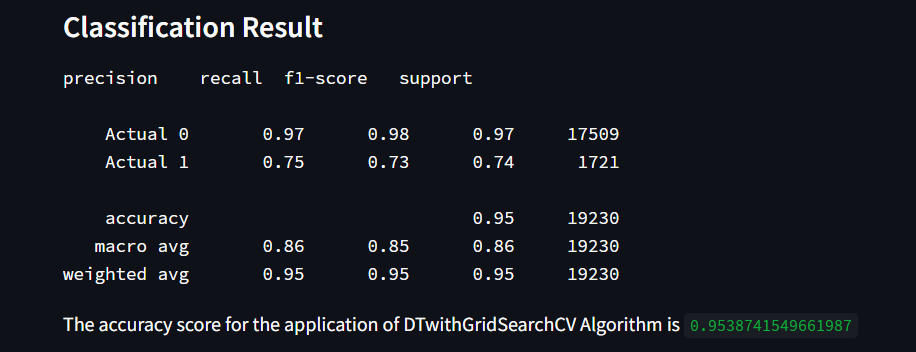 Classification Result
precision    recall  f1-score   support
    Actual 0       0.97      0.98      0.97     17509
    Actual 1       0.75      0.73      0.74      1721
    accuracy                           0.95     19230
   macro avg       0.86      0.85      0.86     19230
weighted avg       0.95      0.95      0.95     19230
The accuracy score for the application of DTwithGridSearchCV Algorithm is 0.9538741549661987